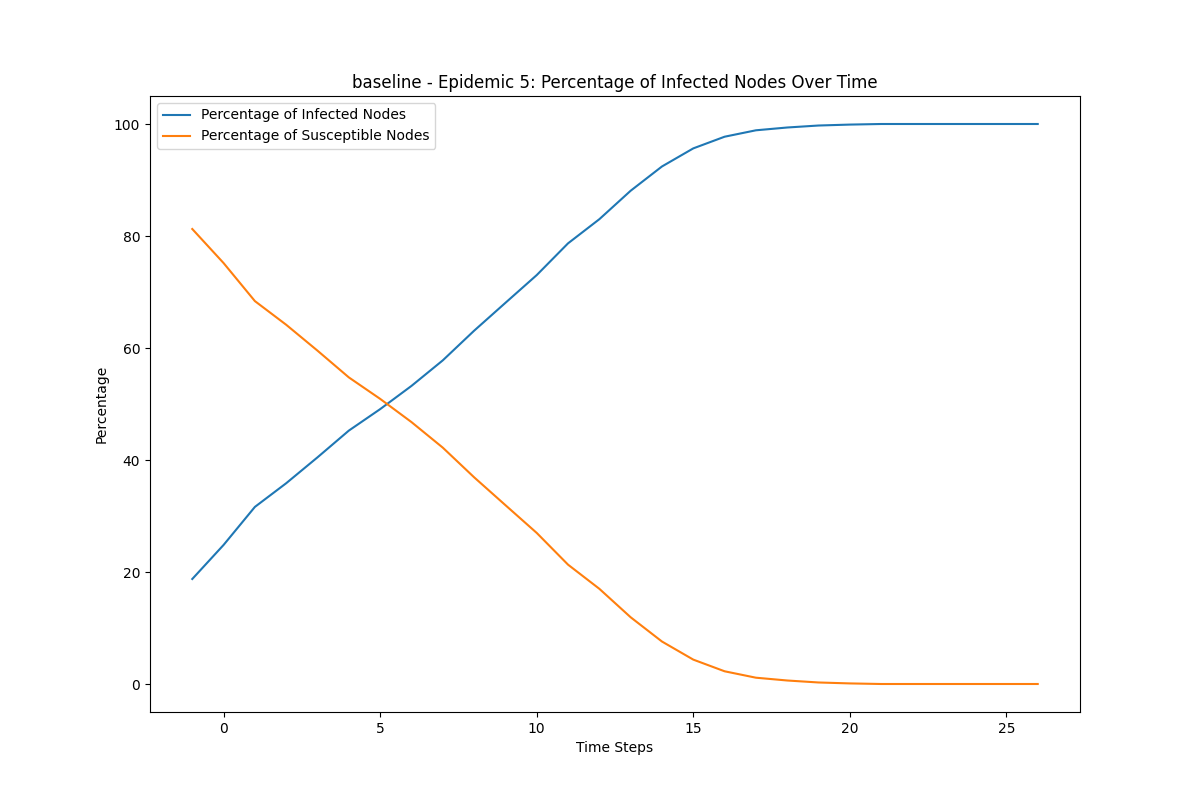 baseline - Epidemic 5: Percentage of Infected Nodes Over Time
Percentage of Infected Nodes
Percentage of Susceptible Nodes
100
80
60
40
20
0
Percentage
0 5 10 15 20 25
Time Steps